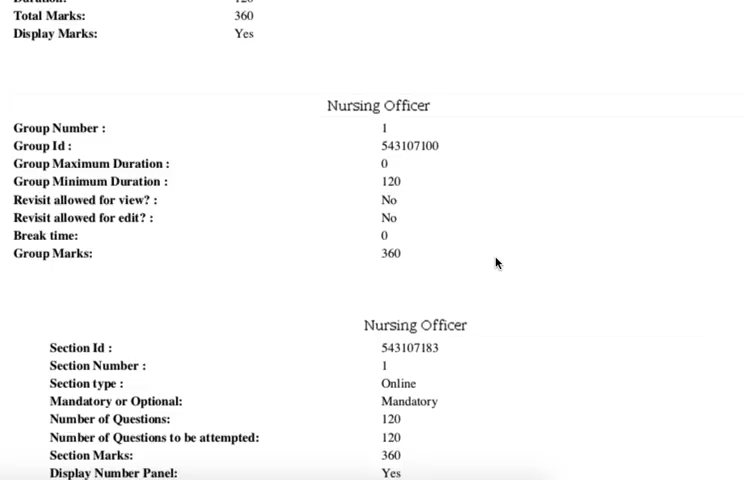 Duration: 120
Total Marks: 360
Display Marks: Yes
Nursing Officer
Group Number : 1
Group Id : 543107100
Group Maximum Duration : 0
Group Minimum Duration : 120
Revisit allowed for view? : No
Revisit allowed for edit? : No
Break time: 0
Group Marks: 360
Nursing Officer
Section Id : 543107183
Section Number : 1
Section type : Online
Mandatory or Optional: Mandatory
Number of Questions: 120
Number of Questions to be attempted: 120
Section Marks: 360
Display Number Panel: Yes